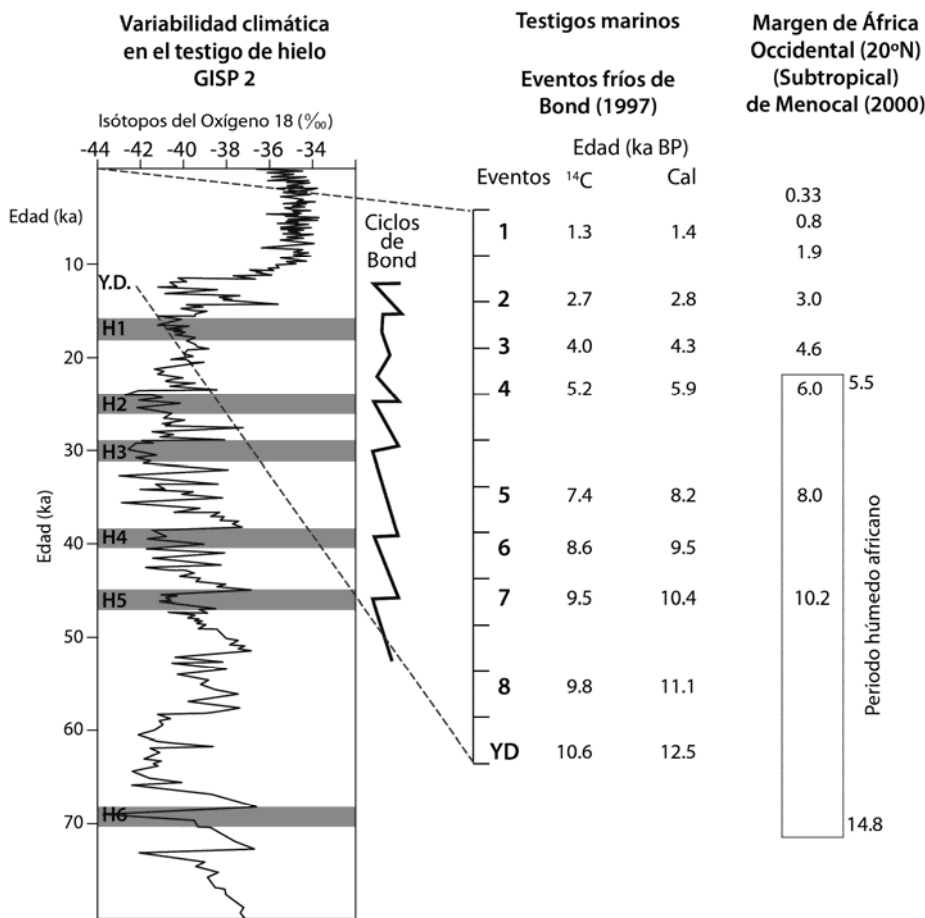 Variabilidad climática
en el testigo de hielo
GISP 2
Isótopos del Oxígeno 18 (‰)
-44 -42 -40 -38 -36 -34
Edad (ka)
10
Y.D.
H1
20
H2
30
H3
Edad (ka)
40
H4
H5
50
60
H6
70
Ciclos
de
Bond
Testigos marinos
Eventos fríos de
Bond (1997)
Edad (ka BP)
Eventos ¹⁴C Cal
1 1.3 1.4
2 2.7 2.8
3 4.0 4.3
4 5.2 5.9
5 7.4 8.2
6 8.6 9.5
7 9.5 10.4
8 9.8 11.1
YD 10.6 12.5
Margen de África
Occidental (20ºN)
(Subtropical)
de Menocal (2000)
0.33
0.8
1.9
3.0
4.6
6.0 5.5
8.0
10.2
14.8
Periodo húmedo africano